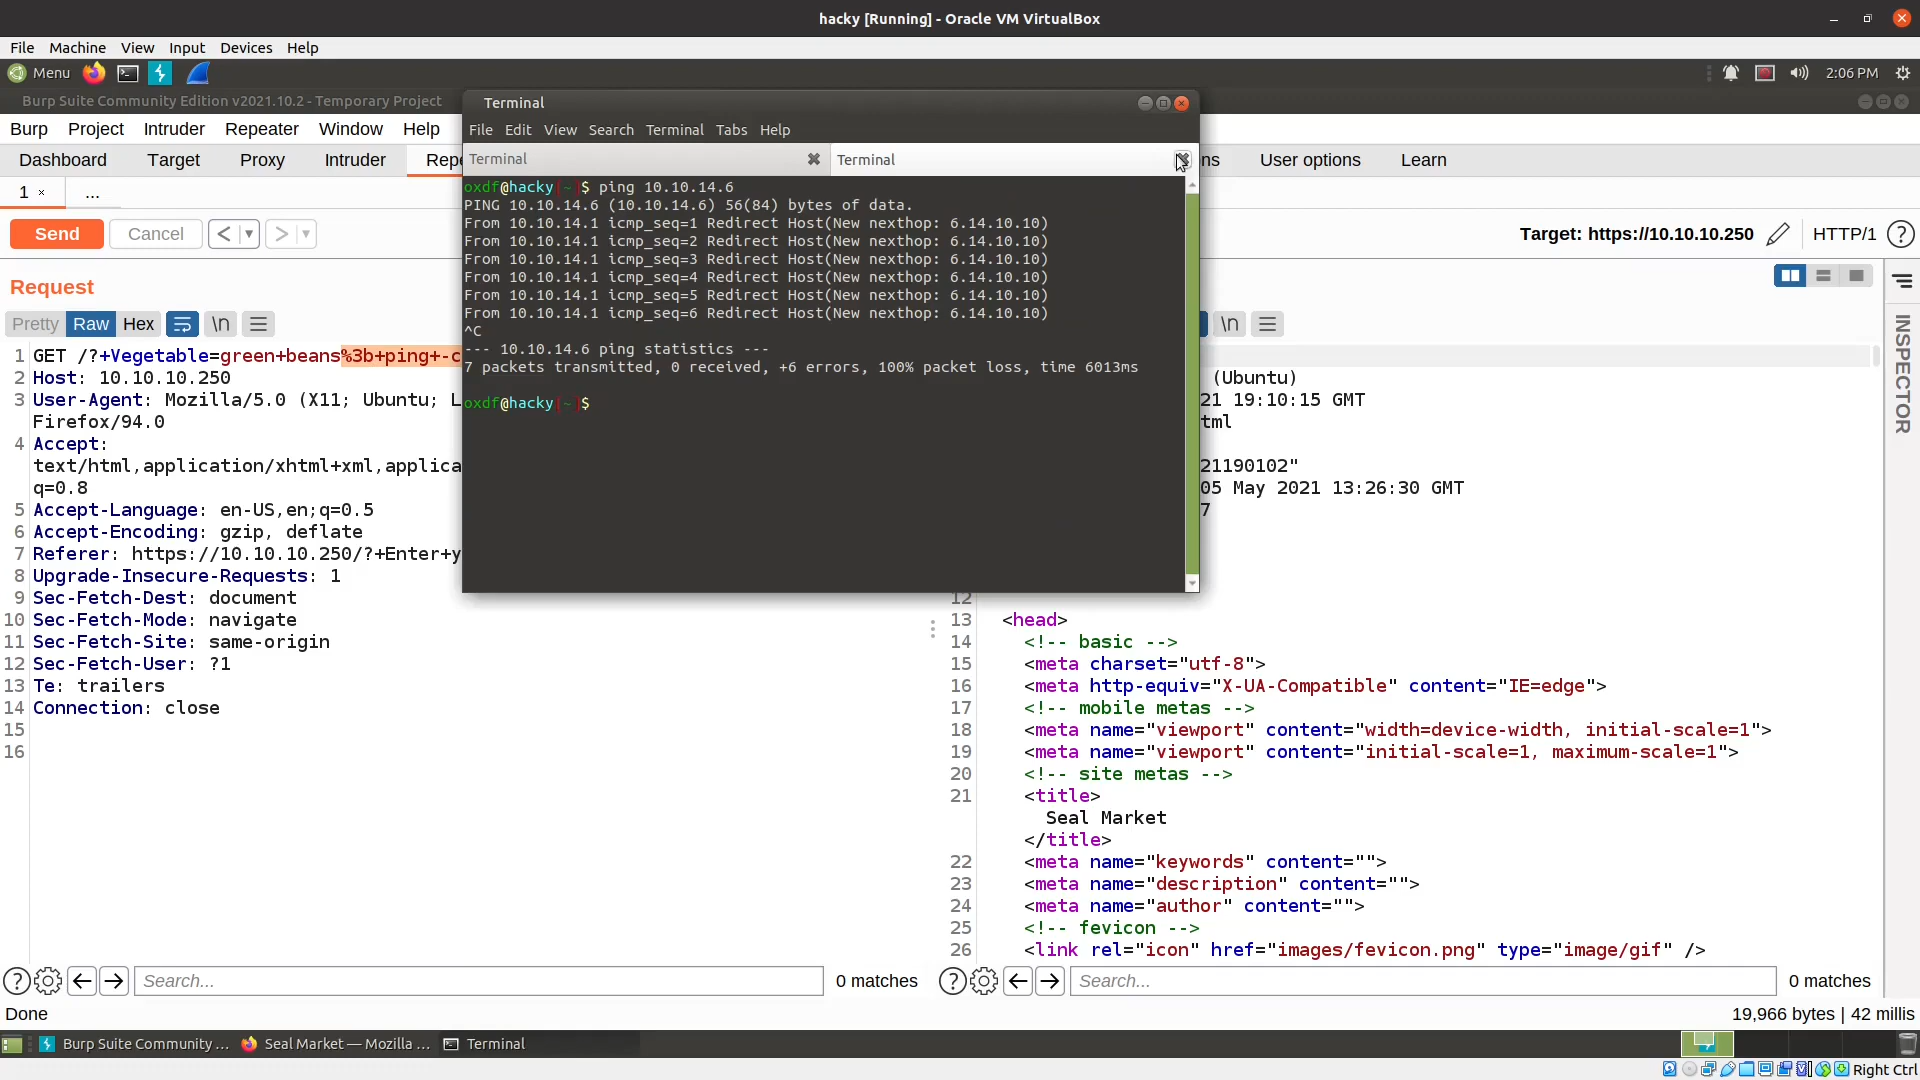 hacky [Running] - Oracle VM VirtualBox
File Machine View Input Devices Help
Menu
2:06 PM
Burp Suite Community Edition v2021.10.2 - Temporary Project
Burp Project Intruder Repeater Window Help
Dashboard Target Proxy Intruder Repe
ns User options Learn
1 × ...
Send Cancel < >
Target: https://10.10.10.250 HTTP/1 ?
Request
Pretty Raw Hex \n
1 GET /?+Vegetable=green+beans%3b+ping+-c
2 Host: 10.10.10.250
3 User-Agent: Mozilla/5.0 (X11; Ubuntu; L
Firefox/94.0
4 Accept:
text/html,application/xhtml+xml,applica
q=0.8
5 Accept-Language: en-US,en;q=0.5
6 Accept-Encoding: gzip, deflate
7 Referer: https://10.10.10.250/?+Enter+y
8 Upgrade-Insecure-Requests: 1
9 Sec-Fetch-Dest: document
10 Sec-Fetch-Mode: navigate
11 Sec-Fetch-Site: same-origin
12 Sec-Fetch-User: ?1
13 Te: trailers
14 Connection: close
15
16
Terminal
File Edit View Search Terminal Tabs Help
Terminal Terminal
oxdf@hacky[~]$ ping 10.10.14.6
PING 10.10.14.6 (10.10.14.6) 56(84) bytes of data.
From 10.10.14.1 icmp_seq=1 Redirect Host(New nexthop: 6.14.10.10)
From 10.10.14.1 icmp_seq=2 Redirect Host(New nexthop: 6.14.10.10)
From 10.10.14.1 icmp_seq=3 Redirect Host(New nexthop: 6.14.10.10)
From 10.10.14.1 icmp_seq=4 Redirect Host(New nexthop: 6.14.10.10)
From 10.10.14.1 icmp_seq=5 Redirect Host(New nexthop: 6.14.10.10)
From 10.10.14.1 icmp_seq=6 Redirect Host(New nexthop: 6.14.10.10)
^C
--- 10.10.14.6 ping statistics ---
7 packets transmitted, 0 received, +6 errors, 100% packet loss, time 6013ms
oxdf@hacky[~]$
\n
(Ubuntu)
21 19:10:15 GMT
tml
21190102"
05 May 2021 13:26:30 GMT
7
12
13 <head>
14 <!-- basic -->
15 <meta charset="utf-8">
16 <meta http-equiv="X-UA-Compatible" content="IE=edge">
17 <!-- mobile metas -->
18 <meta name="viewport" content="width=device-width, initial-scale=1">
19 <meta name="viewport" content="initial-scale=1, maximum-scale=1">
20 <!-- site metas -->
21 <title>
Seal Market
</title>
22 <meta name="keywords" content="">
23 <meta name="description" content="">
24 <meta name="author" content="">
25 <!-- fevicon -->
26 <link rel="icon" href="images/fevicon.png" type="image/gif" />
INSPECTOR
? Search... 0 matches
? Search... 0 matches
Done
19,966 bytes | 42 millis
Burp Suite Community ... Seal Market — Mozilla ... Terminal
Right Ctrl